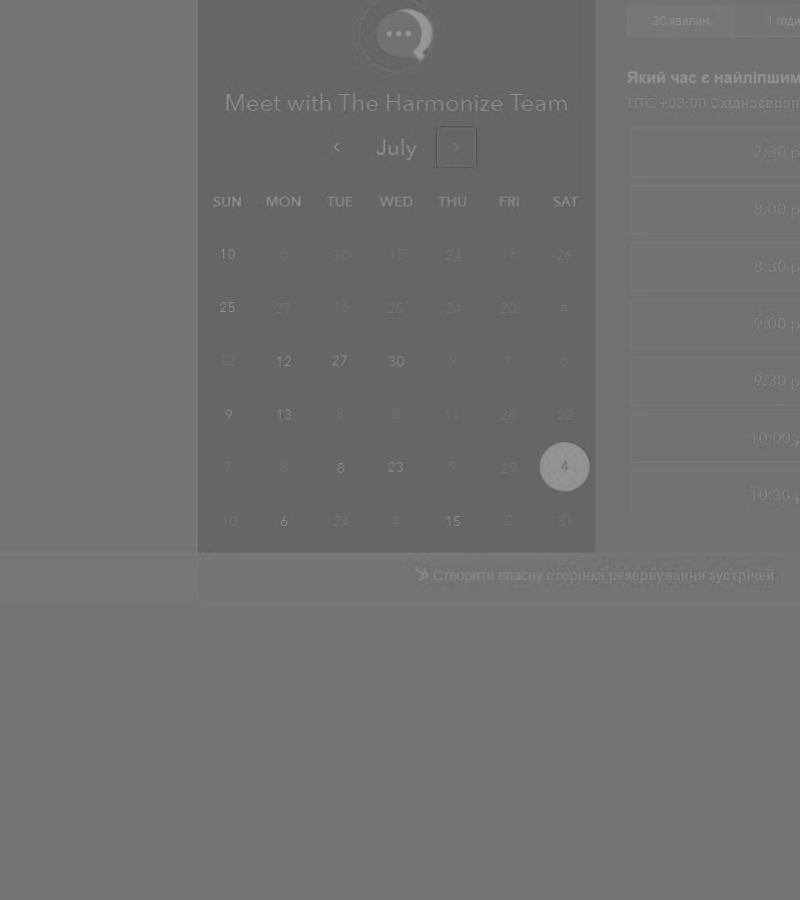 30 хвилин
1 годи
Meet with The Harmonize Team
Який час є найліпшим
UTC +03:00 Східноєвроп
July
SUN MON TUE WED THU FRI SAT
7:30 р
8:00 р
8:30 р
9:00 р
9:30 р
10:00 р
10:30 р
10 6 30 15 24 16 26
25 27 16 25 24 20 4
12 12 27 30 9 1 6
9 13 8 8 11 23 22
7 8 8 23 9 29 4
10 6 24 4 15 2 31
Створити власну сторінка резервування зустрічей